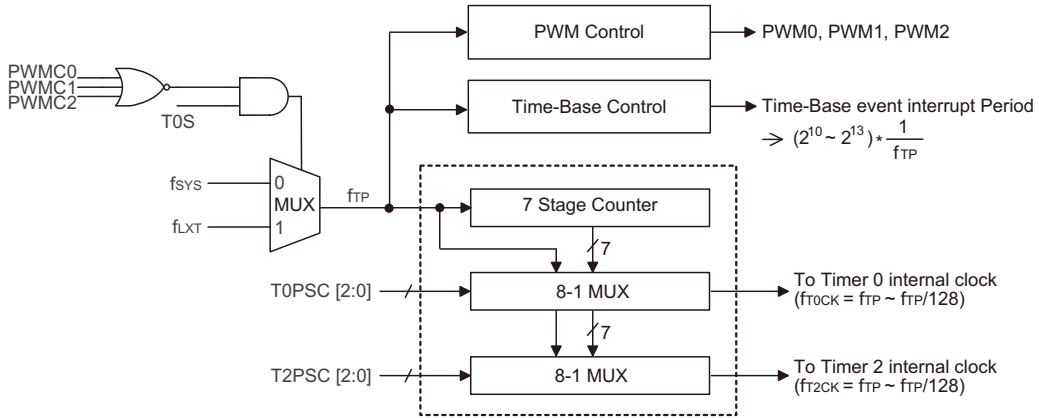 PWM Control
PWM0, PWM1, PWM2
PWMC0
PWMC1
PWMC2
T0S
Time-Base Control
Time-Base event interrupt Period
→ (2^10 ~ 2^13) * 1/fTP
fSYS
0
MUX
fLXT
1
fTP
7 Stage Counter
7
T0PSC [2:0]
8-1 MUX
To Timer 0 internal clock
(fT0CK = fTP ~ fTP/128)
7
T2PSC [2:0]
8-1 MUX
To Timer 2 internal clock
(fT2CK = fTP ~ fTP/128)